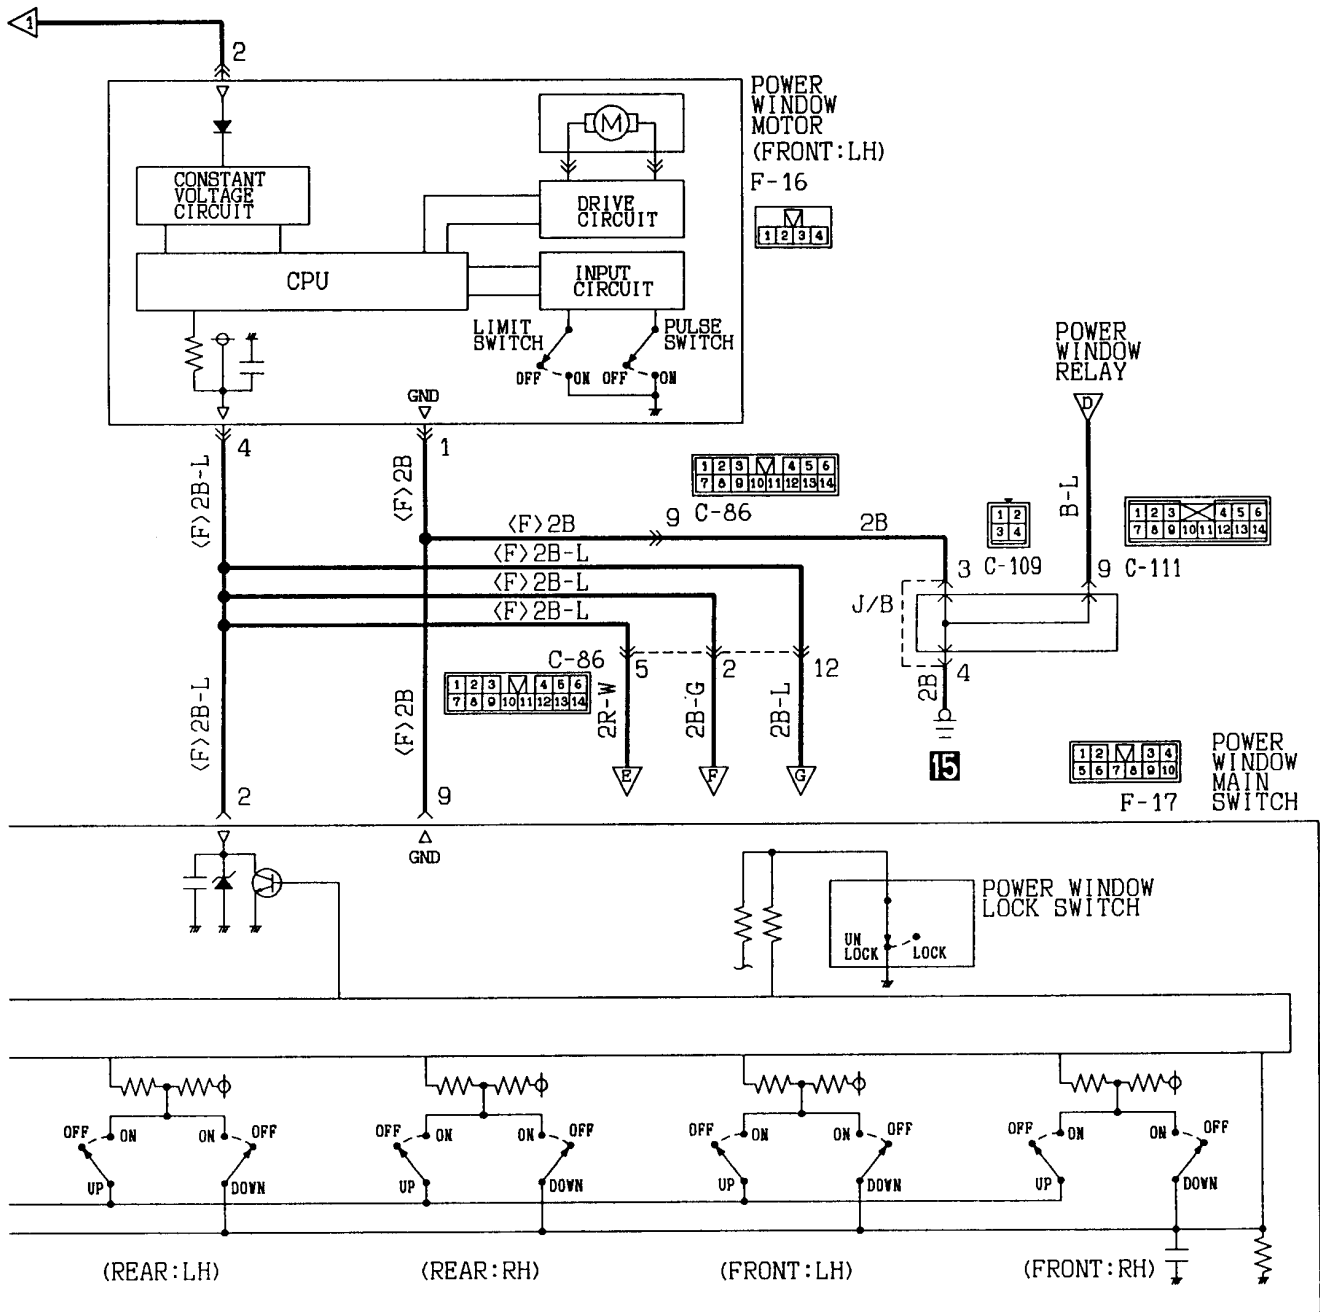 1
2
POWER
WINDOW
MOTOR
(FRONT:LH)
F-16
1 2 3 4
M
CONSTANT
VOLTAGE
CIRCUIT
DRIVE
CIRCUIT
CPU
INPUT
CIRCUIT
LIMIT
SWITCH
PULSE
SWITCH
OFF ON OFF ON
GND
4
1
POWER
WINDOW
RELAY
D
<F>2B-L
<F>2B
1 2 3 4 5 6
7 8 9 10 11 12 13 14
C-86
<F>2B
9
2B
B-L
1 2
3 4
C-109
1 2 3 4 5 6
7 8 9 10 11 12 13 14
C-111
<F>2B-L
<F>2B-L
<F>2B-L
3
9
J/B
C-86
5
2
12
4
1 2 3 4 5 6
7 8 9 10 11 12 13 14
<F>2B-L
<F>2B
2R-W
2B-G
2B-L
2B
15
E
F
G
1 2 3 4
5 6 7 8 9 10
F-17
POWER
WINDOW
MAIN
SWITCH
2
9
GND
POWER WINDOW
LOCK SWITCH
UN
LOCK
LOCK
OFF ON ON OFF
UP DOWN
(REAR:LH)
OFF ON ON OFF
UP DOWN
(REAR:RH)
OFF ON ON OFF
UP DOWN
(FRONT:LH)
OFF ON ON OFF
UP DOWN
(FRONT:RH)